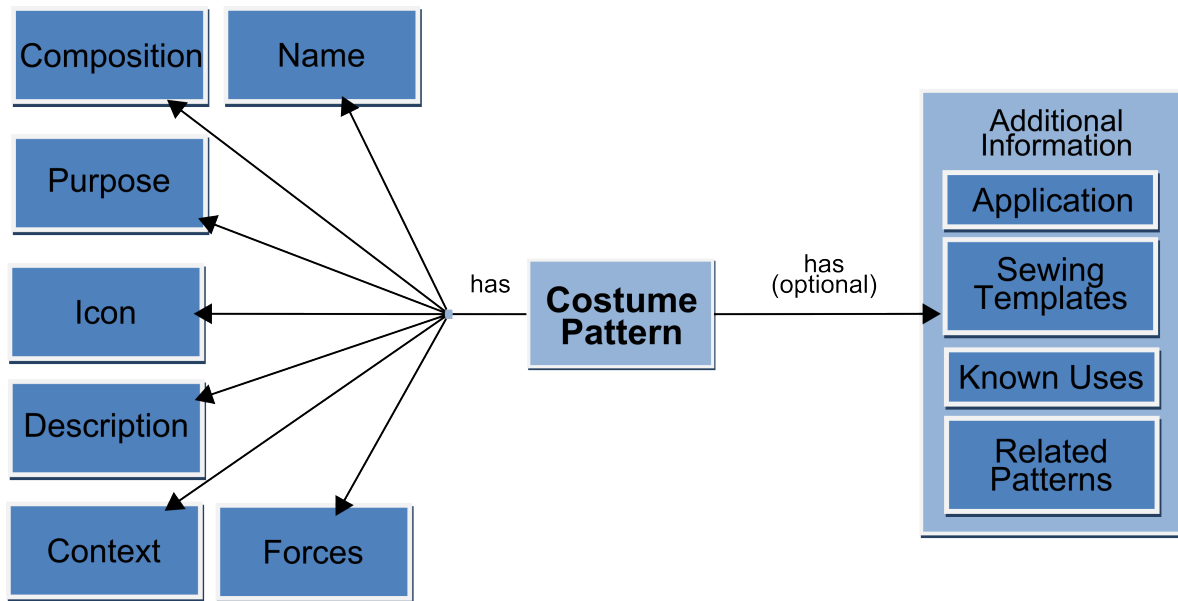 Composition
Name
Purpose
Icon
Description
Context
Forces
has
Costume
Pattern
has
(optional)
Additional
Information
Application
Sewing
Templates
Known Uses
Related
Patterns